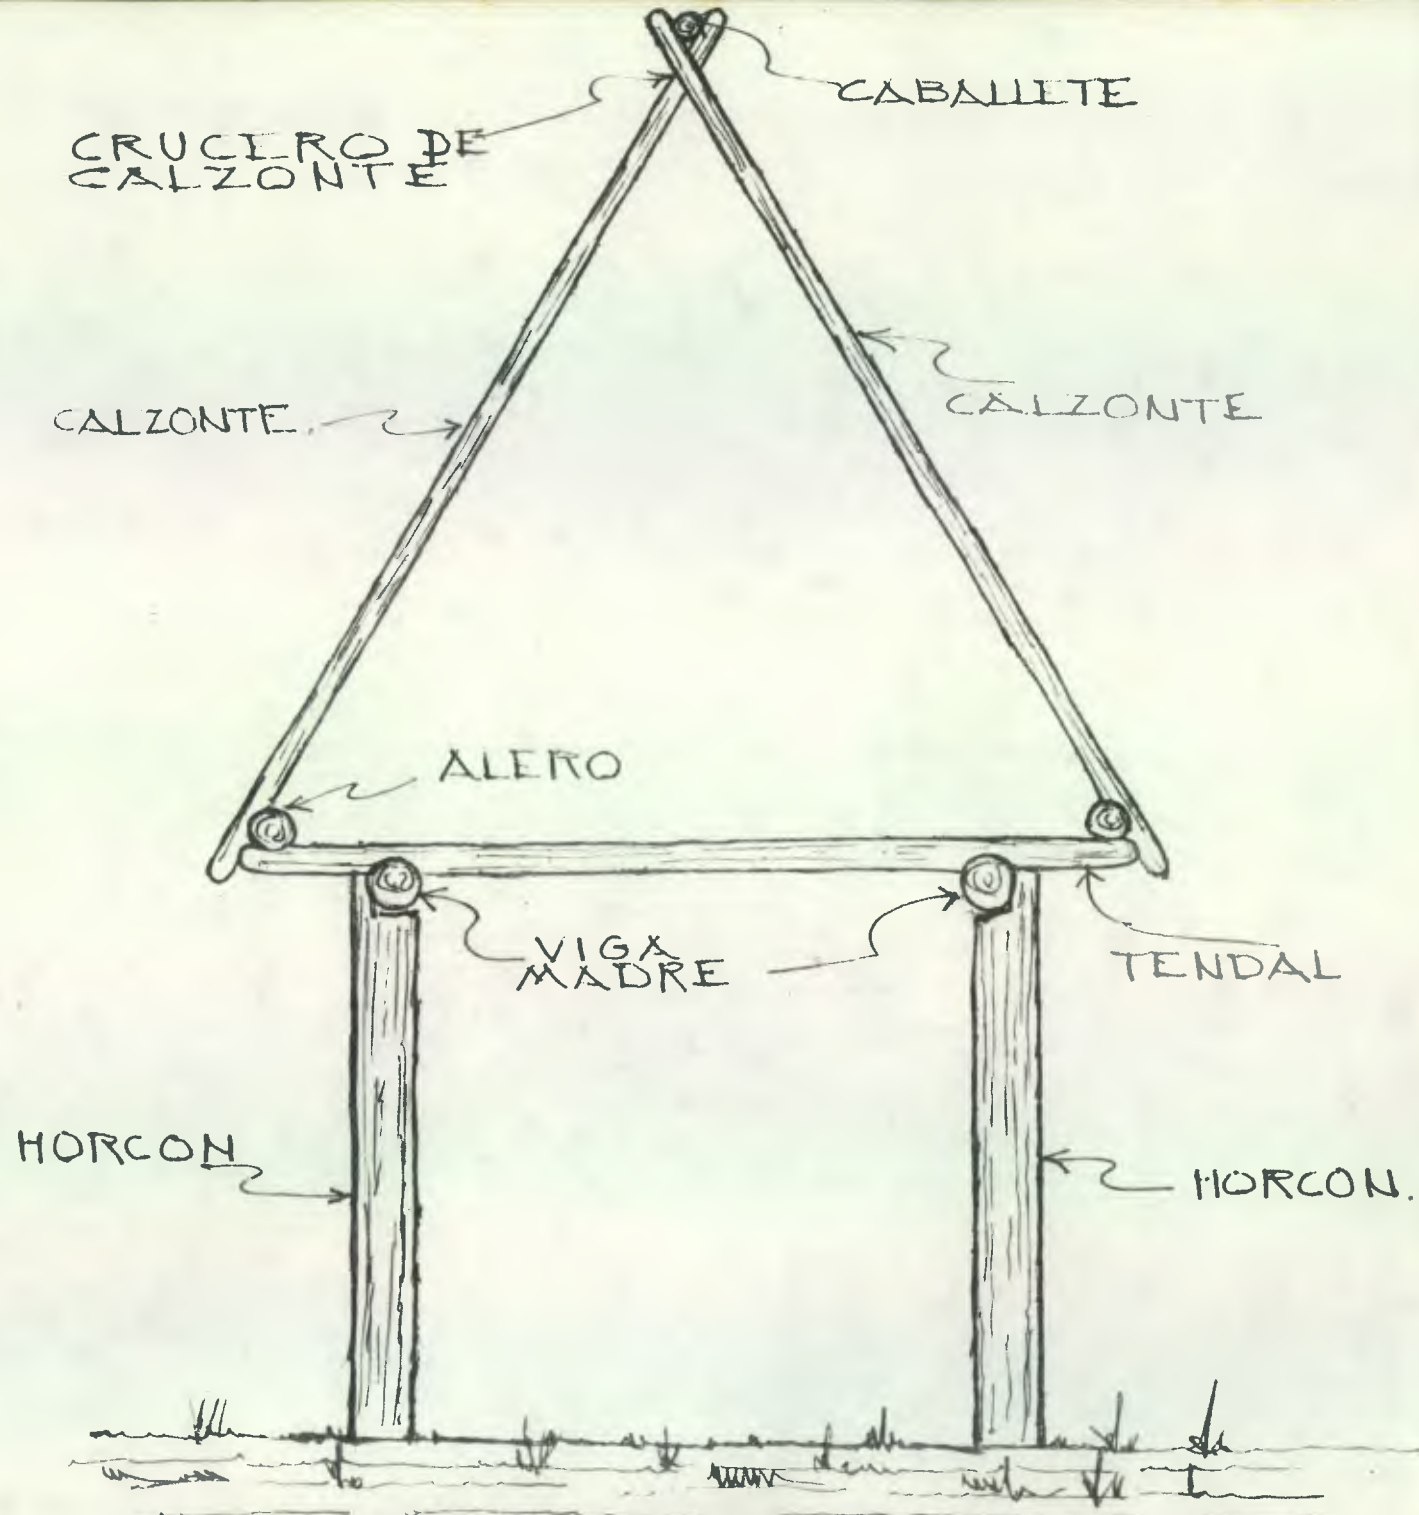 CABALLETE
CRUCERO DE
CALZONTE
CALZONTE
CALZONTE.
ALERO
VIGA
MADRE
TENDAL
HORCON
HORCON.